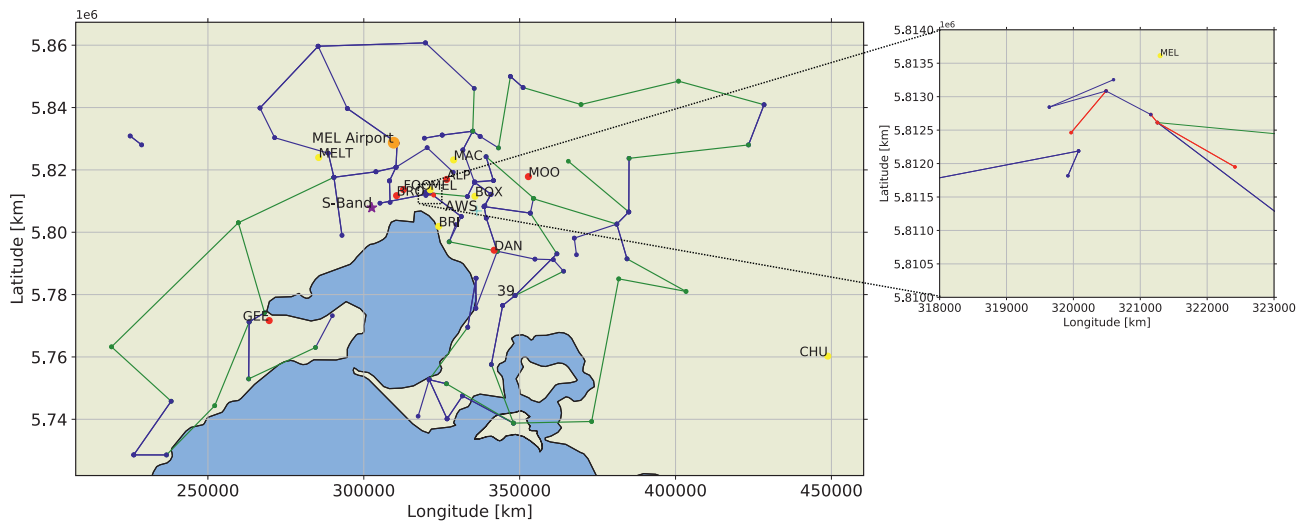 1e6
5.86
5.84
5.82
5.80
5.78
5.76
5.74
Latitude [km]
250000
300000
350000
400000
450000
Longitude [km]
MEL Airport
MELT
MAC
MOO
ALP
MEL
BRO
BOX
S-Band
AWS
BRI
DAN
39
GEE
CHU
1e6
5.8140
5.8135
5.8130
5.8125
5.8120
5.8115
5.8110
5.8105
5.8100
Latitude [km]
MEL
318000
319000
320000
321000
322000
323000
Longitude [km]